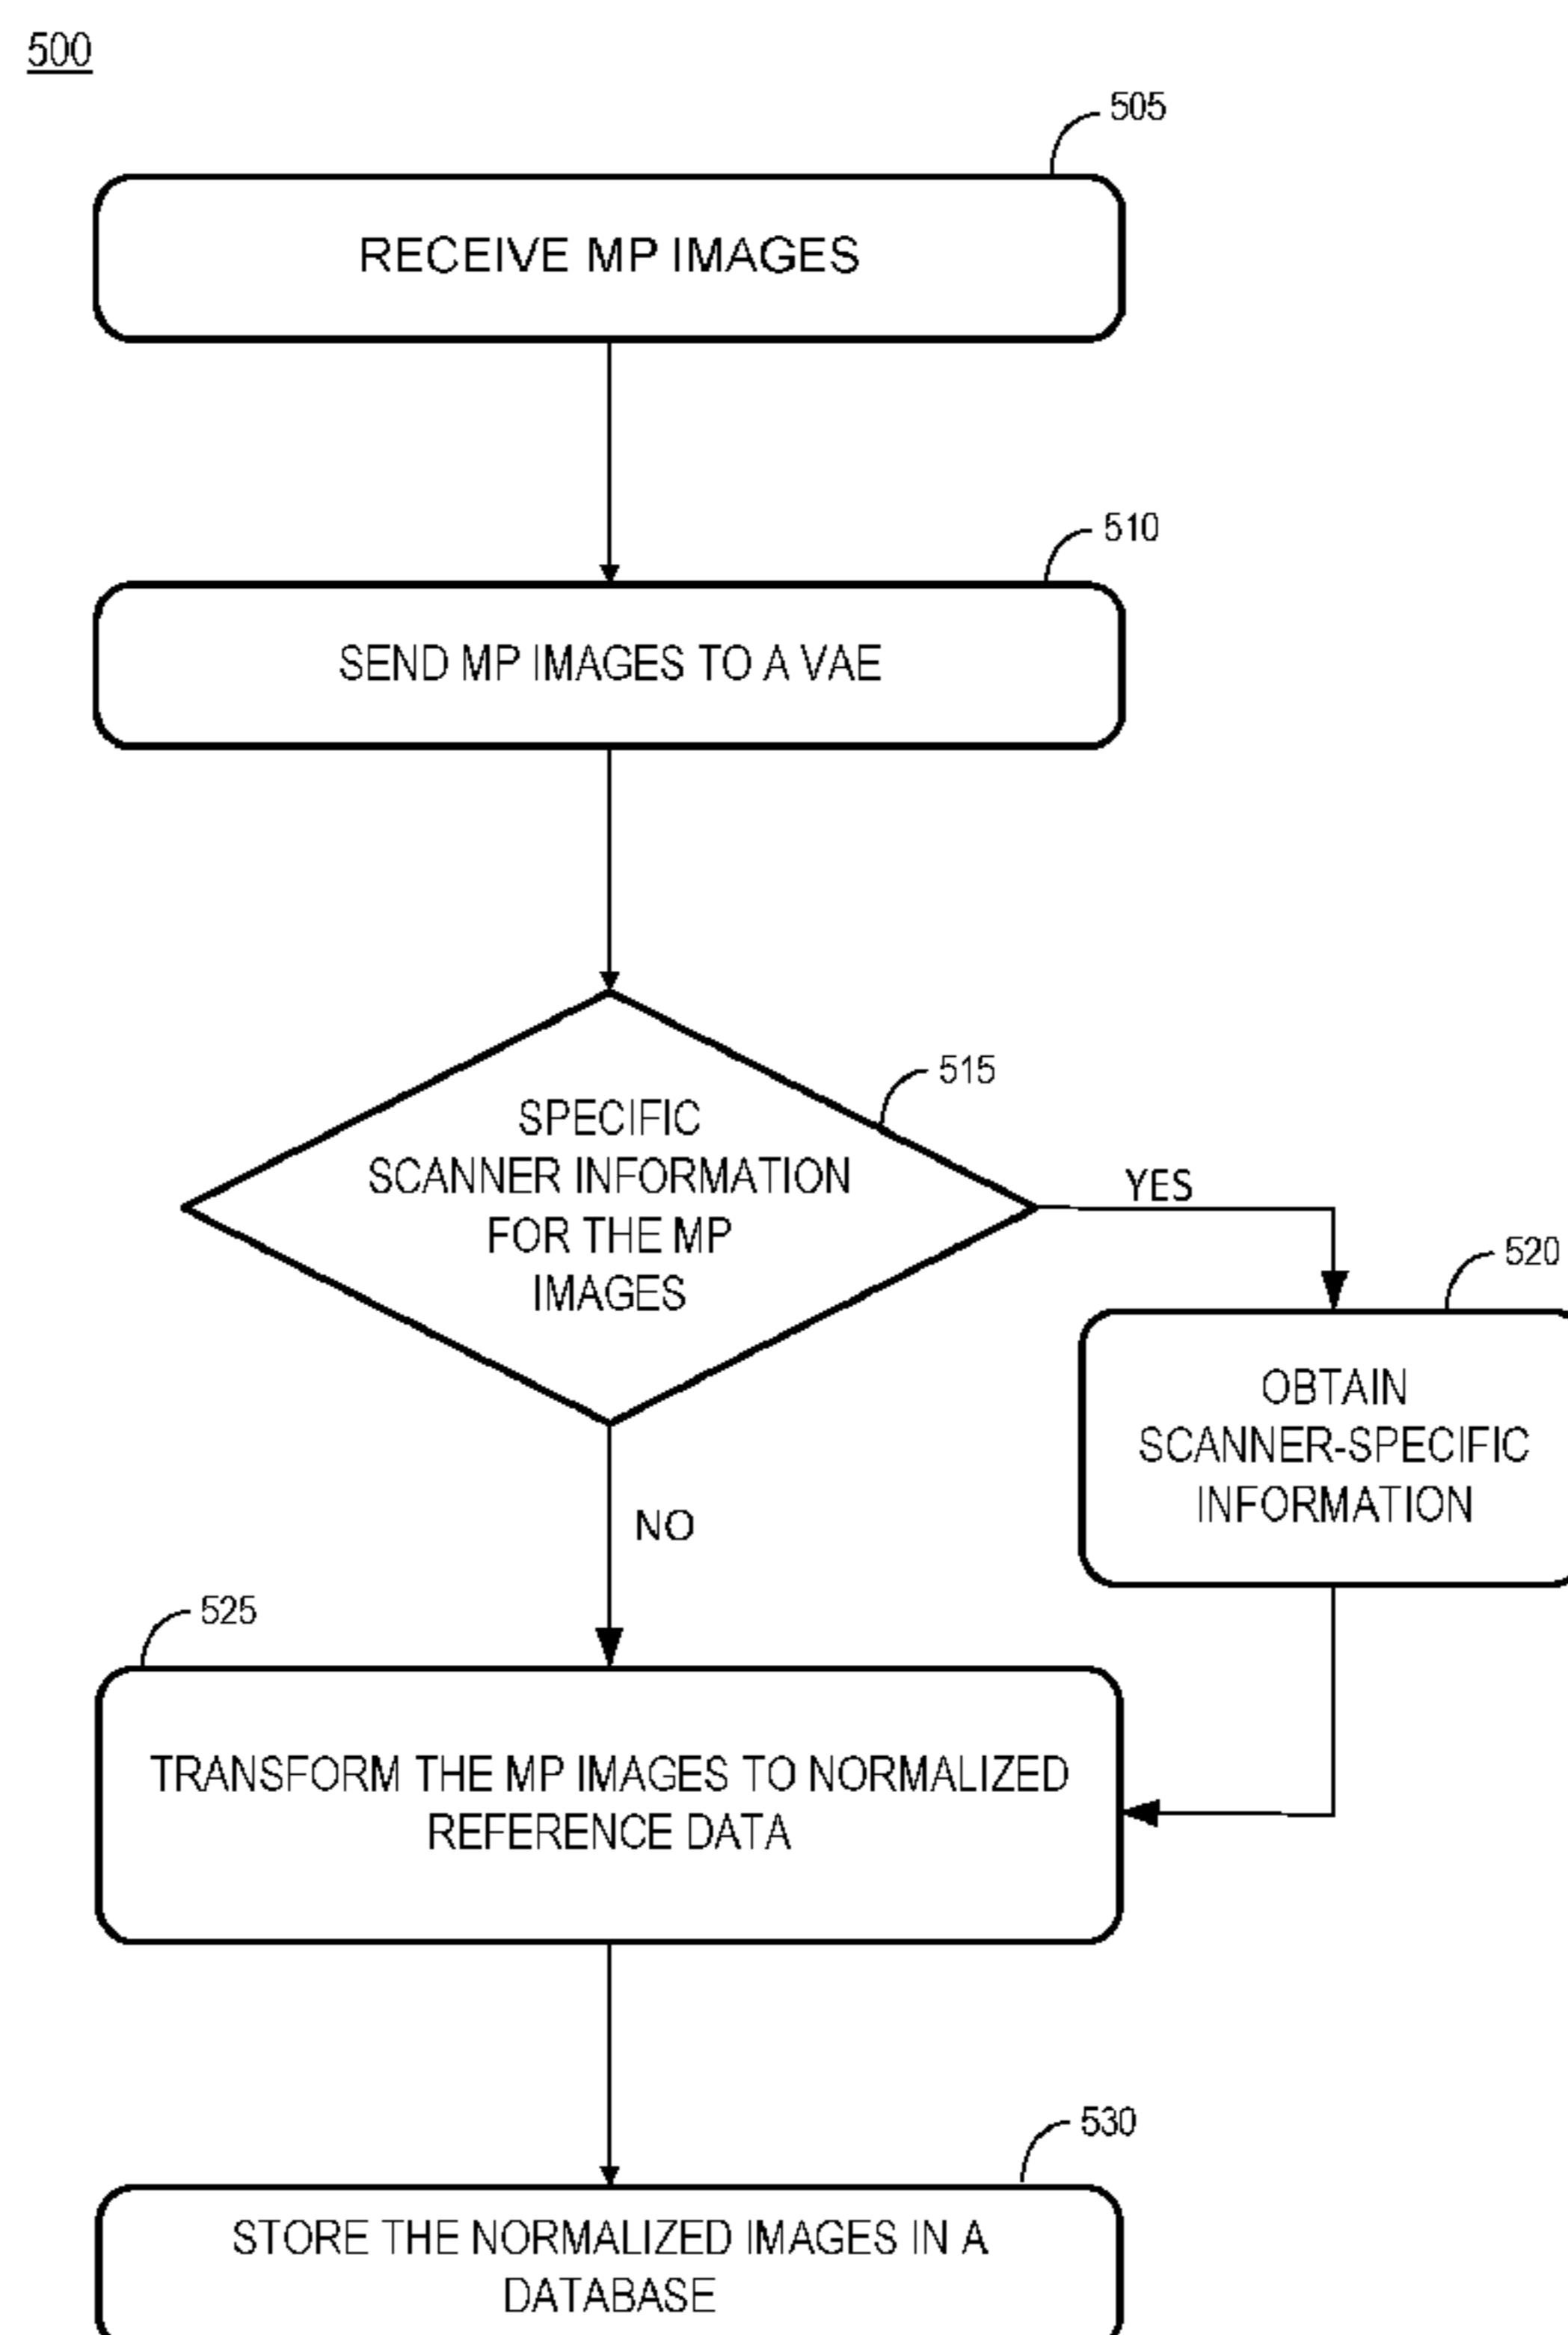 500
505
RECEIVE MP IMAGES
510
SEND MP IMAGES TO A VAE
515
SPECIFIC
SCANNER INFORMATION
FOR THE MP
IMAGES
YES
520
OBTAIN
SCANNER-SPECIFIC
INFORMATION
NO
525
TRANSFORM THE MP IMAGES TO NORMALIZED
REFERENCE DATA
530
STORE THE NORMALIZED IMAGES IN A
DATABASE